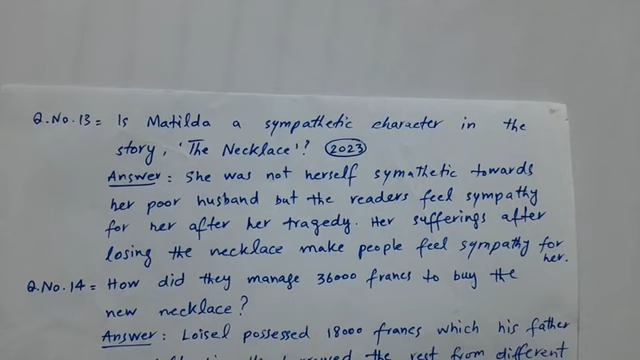 Q.No.13= Is Matilda a sympathetic character in the
story, 'The Necklace'? 2023
Answer: She was not herself symathetic towards
her poor husband but the readers feel sympathy
for her after her tragedy. Her sufferings after
losing the necklace make people feel sympathy for
her.
Q.No.14= How did they manage 36000 francs to buy the
new necklace?
Answer: Loisel possessed 18000 francs which his father
the rest from different